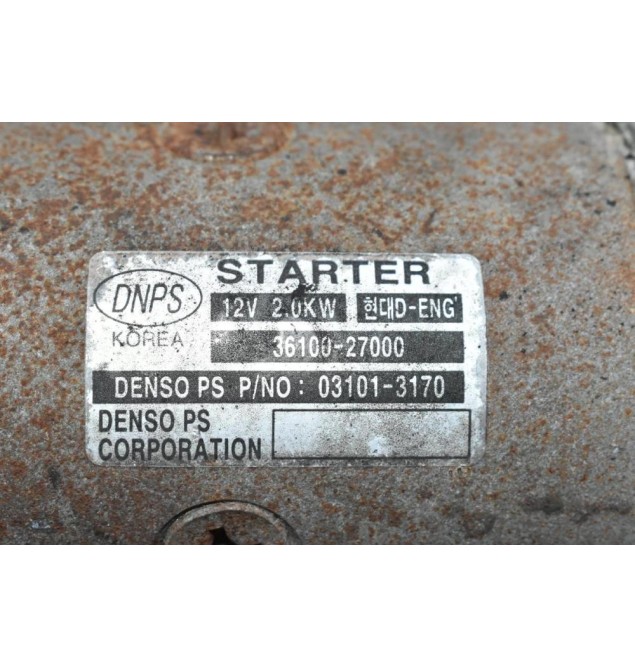 STARTER
DNPS
KOREA
12V 2.0KW 현대D-ENG'
36100-27000
DENSO PS P/NO: 03101-3170
DENSO PS
CORPORATION